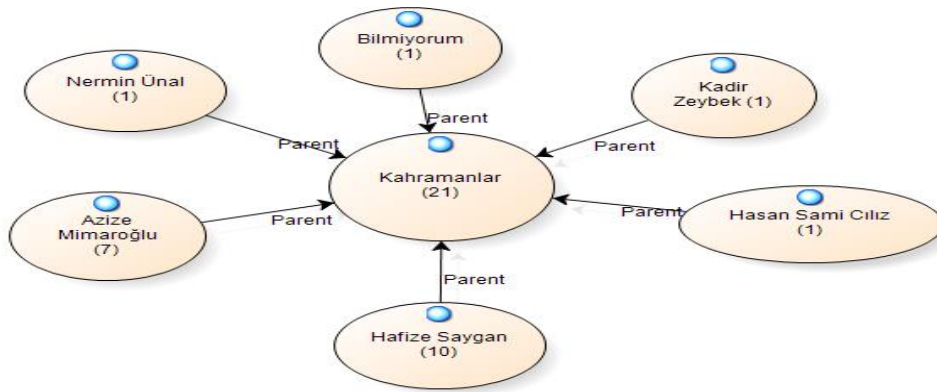 Bilmiyorum
(1)
Nermin Ünal
(1)
Kadir
Zeybek (1)
Parent
Parent
Parent
Kahramanlar
(21)
Azize
Mimaroğlu
(7)
Parent
Parent
Hasan Sami Cılız
(1)
Parent
Hafize Saygan
(10)